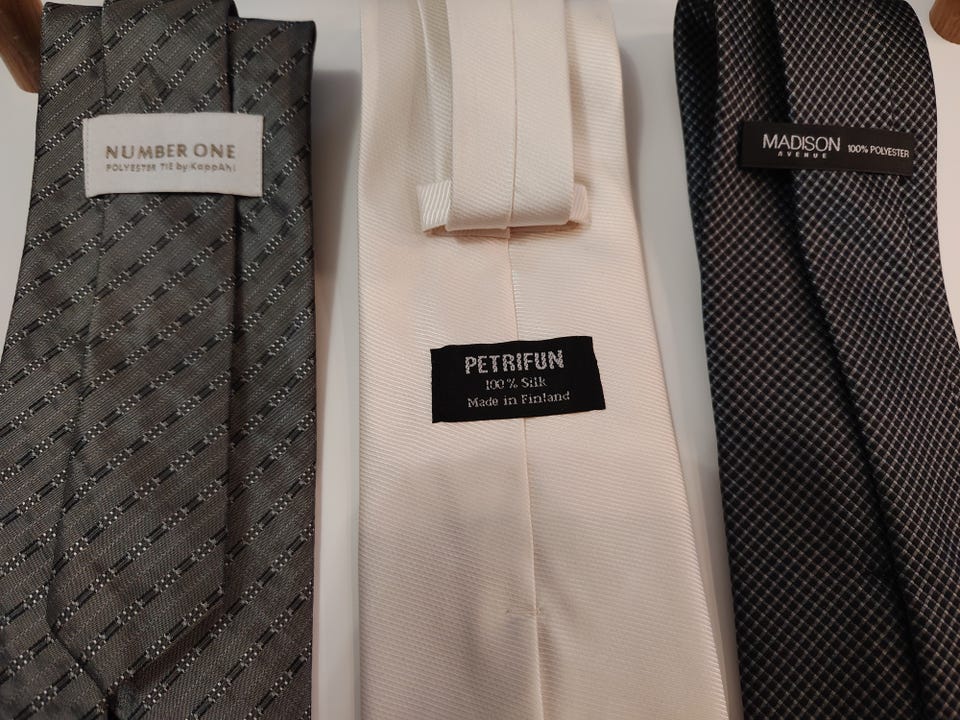 NUMBER ONE
POLYESTER TIE by KappAhl
PETRIFUN
100% Silk
Made in Finland
MADISON
AVENUE
100% POLYESTER